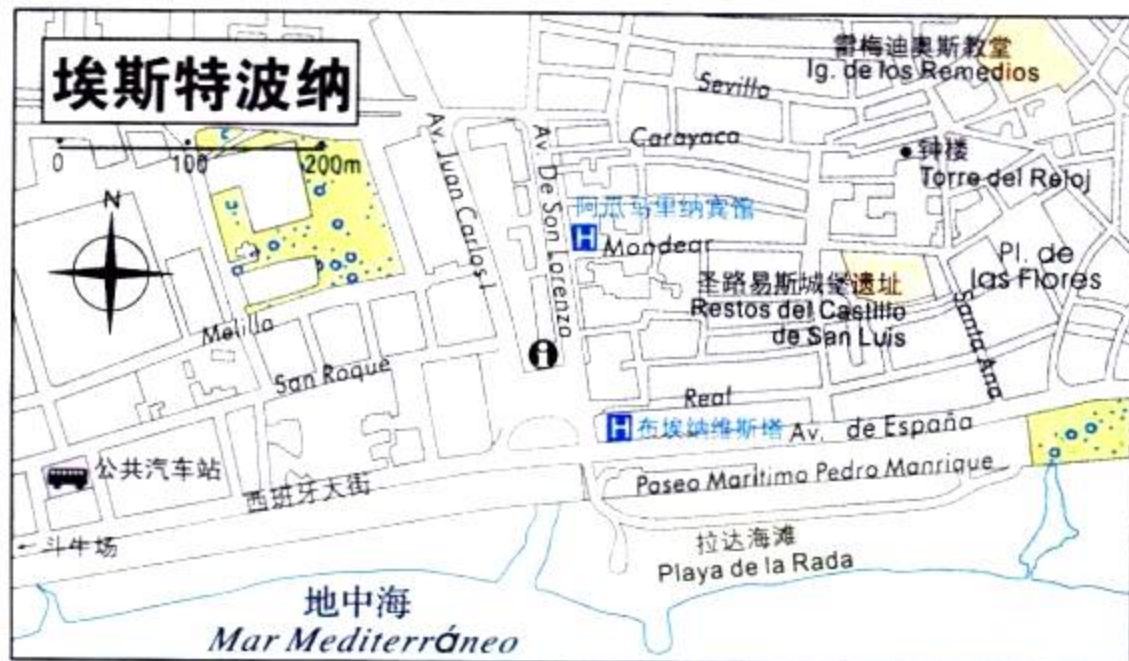 埃斯特波纳
0 100 200m
N
雷梅迪奥斯教堂
Ig. de los Remedios
Sevilla
Carayaca
钟楼
Torre del Reloj
Av. Juan Carlos I
Av. De San Lorenzo
阿瓜马里纳宾馆
H
Mondear
Pl. de
las Flores
圣路易斯城堡遗址
Restos del Castillo
de San Luis
Santa Ana
Melilla
San Roque
i
Real
H 布埃纳维斯塔
Av. de España
公共汽车站
西班牙大街
Paseo Marítimo Pedro Manrique
← 斗牛场
拉达海滩
Playa de la Rada
地中海
Mar Mediterráneo